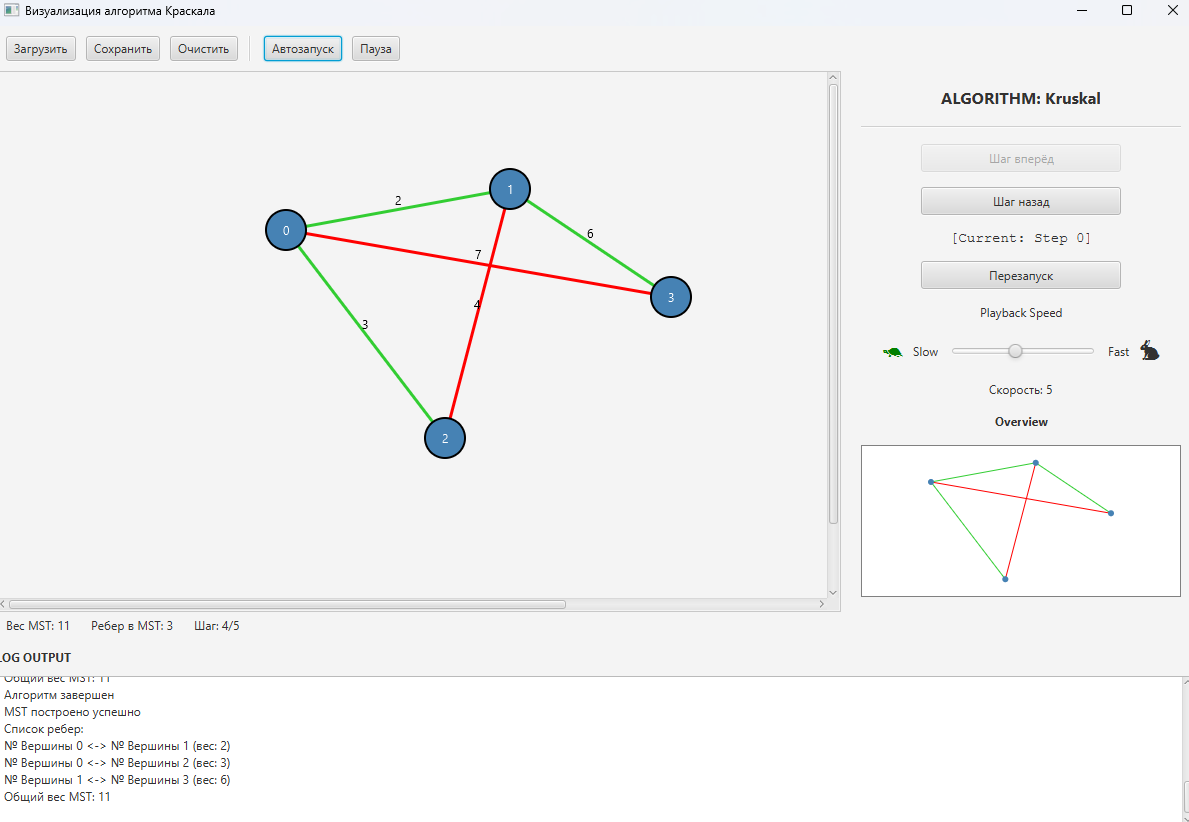 Визуализация алгоритма Краскала
Загрузить Сохранить Очистить Автозапуск Пауза
ALGORITHM: Kruskal
Шаг вперёд
Шаг назад
[Current: Step 0]
Перезапуск
Playback Speed
Slow Fast
Скорость: 5
Overview
1
2
0
6
7
3
4
3
2
Вес MST: 11 Ребер в MST: 3 Шаг: 4/5
LOG OUTPUT
Общий вес MST: 11
Алгоритм завершен
MST построено успешно
Список ребер:
№ Вершины 0 <-> № Вершины 1 (вес: 2)
№ Вершины 0 <-> № Вершины 2 (вес: 3)
№ Вершины 1 <-> № Вершины 3 (вес: 6)
Общий вес MST: 11